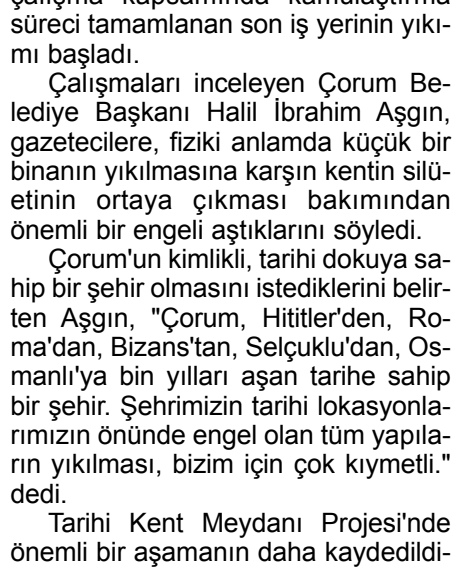 çalışma kapsamında kamulaştırma
süreci tamamlanan son iş yerinin yıkı-
mı başladı.
Çalışmaları inceleyen Çorum Be-
lediye Başkanı Halil İbrahim Aşgın,
gazetecilere, fiziki anlamda küçük bir
binanın yıkılmasına karşın kentin silü-
etinin ortaya çıkması bakımından
önemli bir engeli aştıklarını söyledi.
Çorum'un kimlikli, tarihi dokuya sa-
hip bir şehir olmasını istediklerini belir-
ten Aşgın, "Çorum, Hititler'den, Ro-
ma'dan, Bizans'tan, Selçuklu'dan, Os-
manlı'ya bin yılları aşan tarihe sahip
bir şehir. Şehrimizin tarihi lokasyonla-
rımızın önünde engel olan tüm yapıla-
rın yıkılması, bizim için çok kıymetli."
dedi.
Tarihi Kent Meydanı Projesi'nde
önemli bir aşamanın daha kaydedildi-